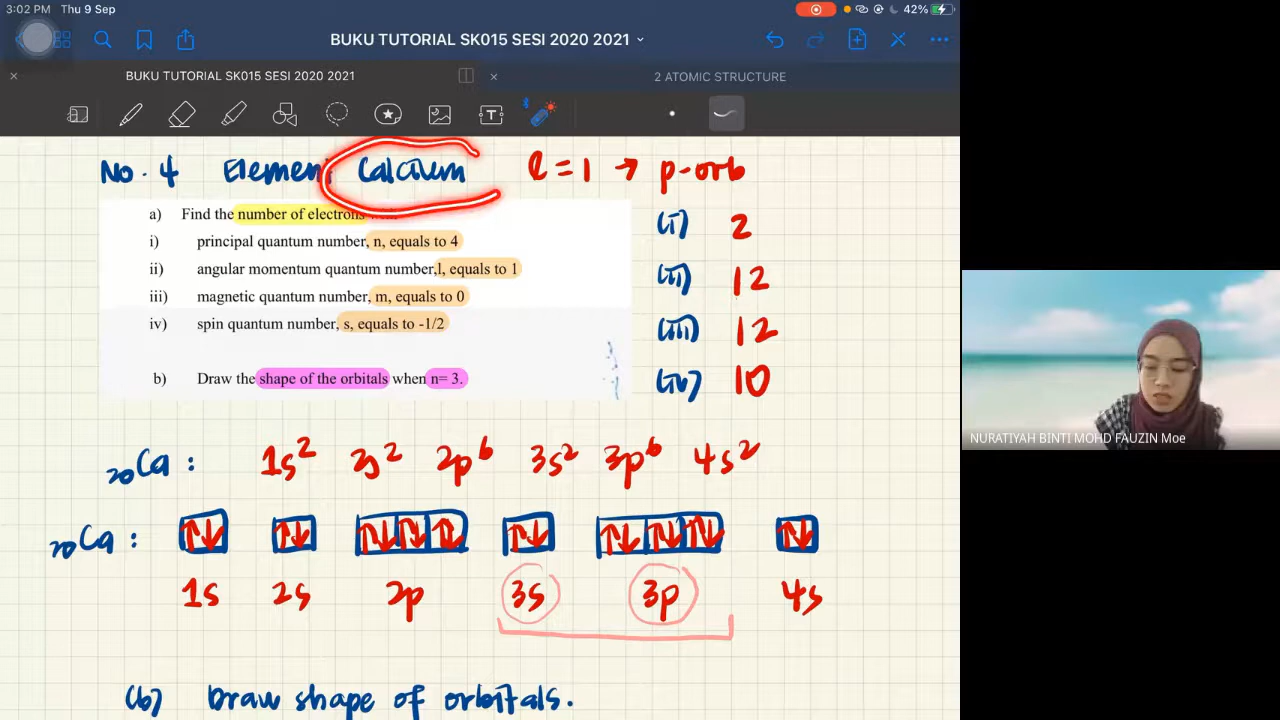 3:02 PM Thu 9 Sep 42%
BUKU TUTORIAL SK015 SESI 2020 2021
BUKU TUTORIAL SK015 SESI 2020 2021 2 ATOMIC STRUCTURE
No. 4 Element Calcium l = 1 → p-orb
a) Find the number of electrons
i) principal quantum number, n, equals to 4
ii) angular momentum quantum number,l, equals to 1
iii) magnetic quantum number, m, equals to 0
iv) spin quantum number, s, equals to -1/2
b) Draw the shape of the orbitals when n= 3.
(i) 2
(ii) 12
(iii) 12
(iv) 10
NURATIYAH BINTI MOHD FAUZIN Moe
₂₀Ca : 1s² 2s² 2p⁶ 3s² 3p⁶ 4s²
₂₀Ca : ↑↓ ↑↓ ↑↓ ↑↓ ↑↓ ↑↓ ↑↓ ↑↓ ↑↓ ↑↓
1s 2s 2p 3s 3p 4s
(b) Draw shape of orbitals.